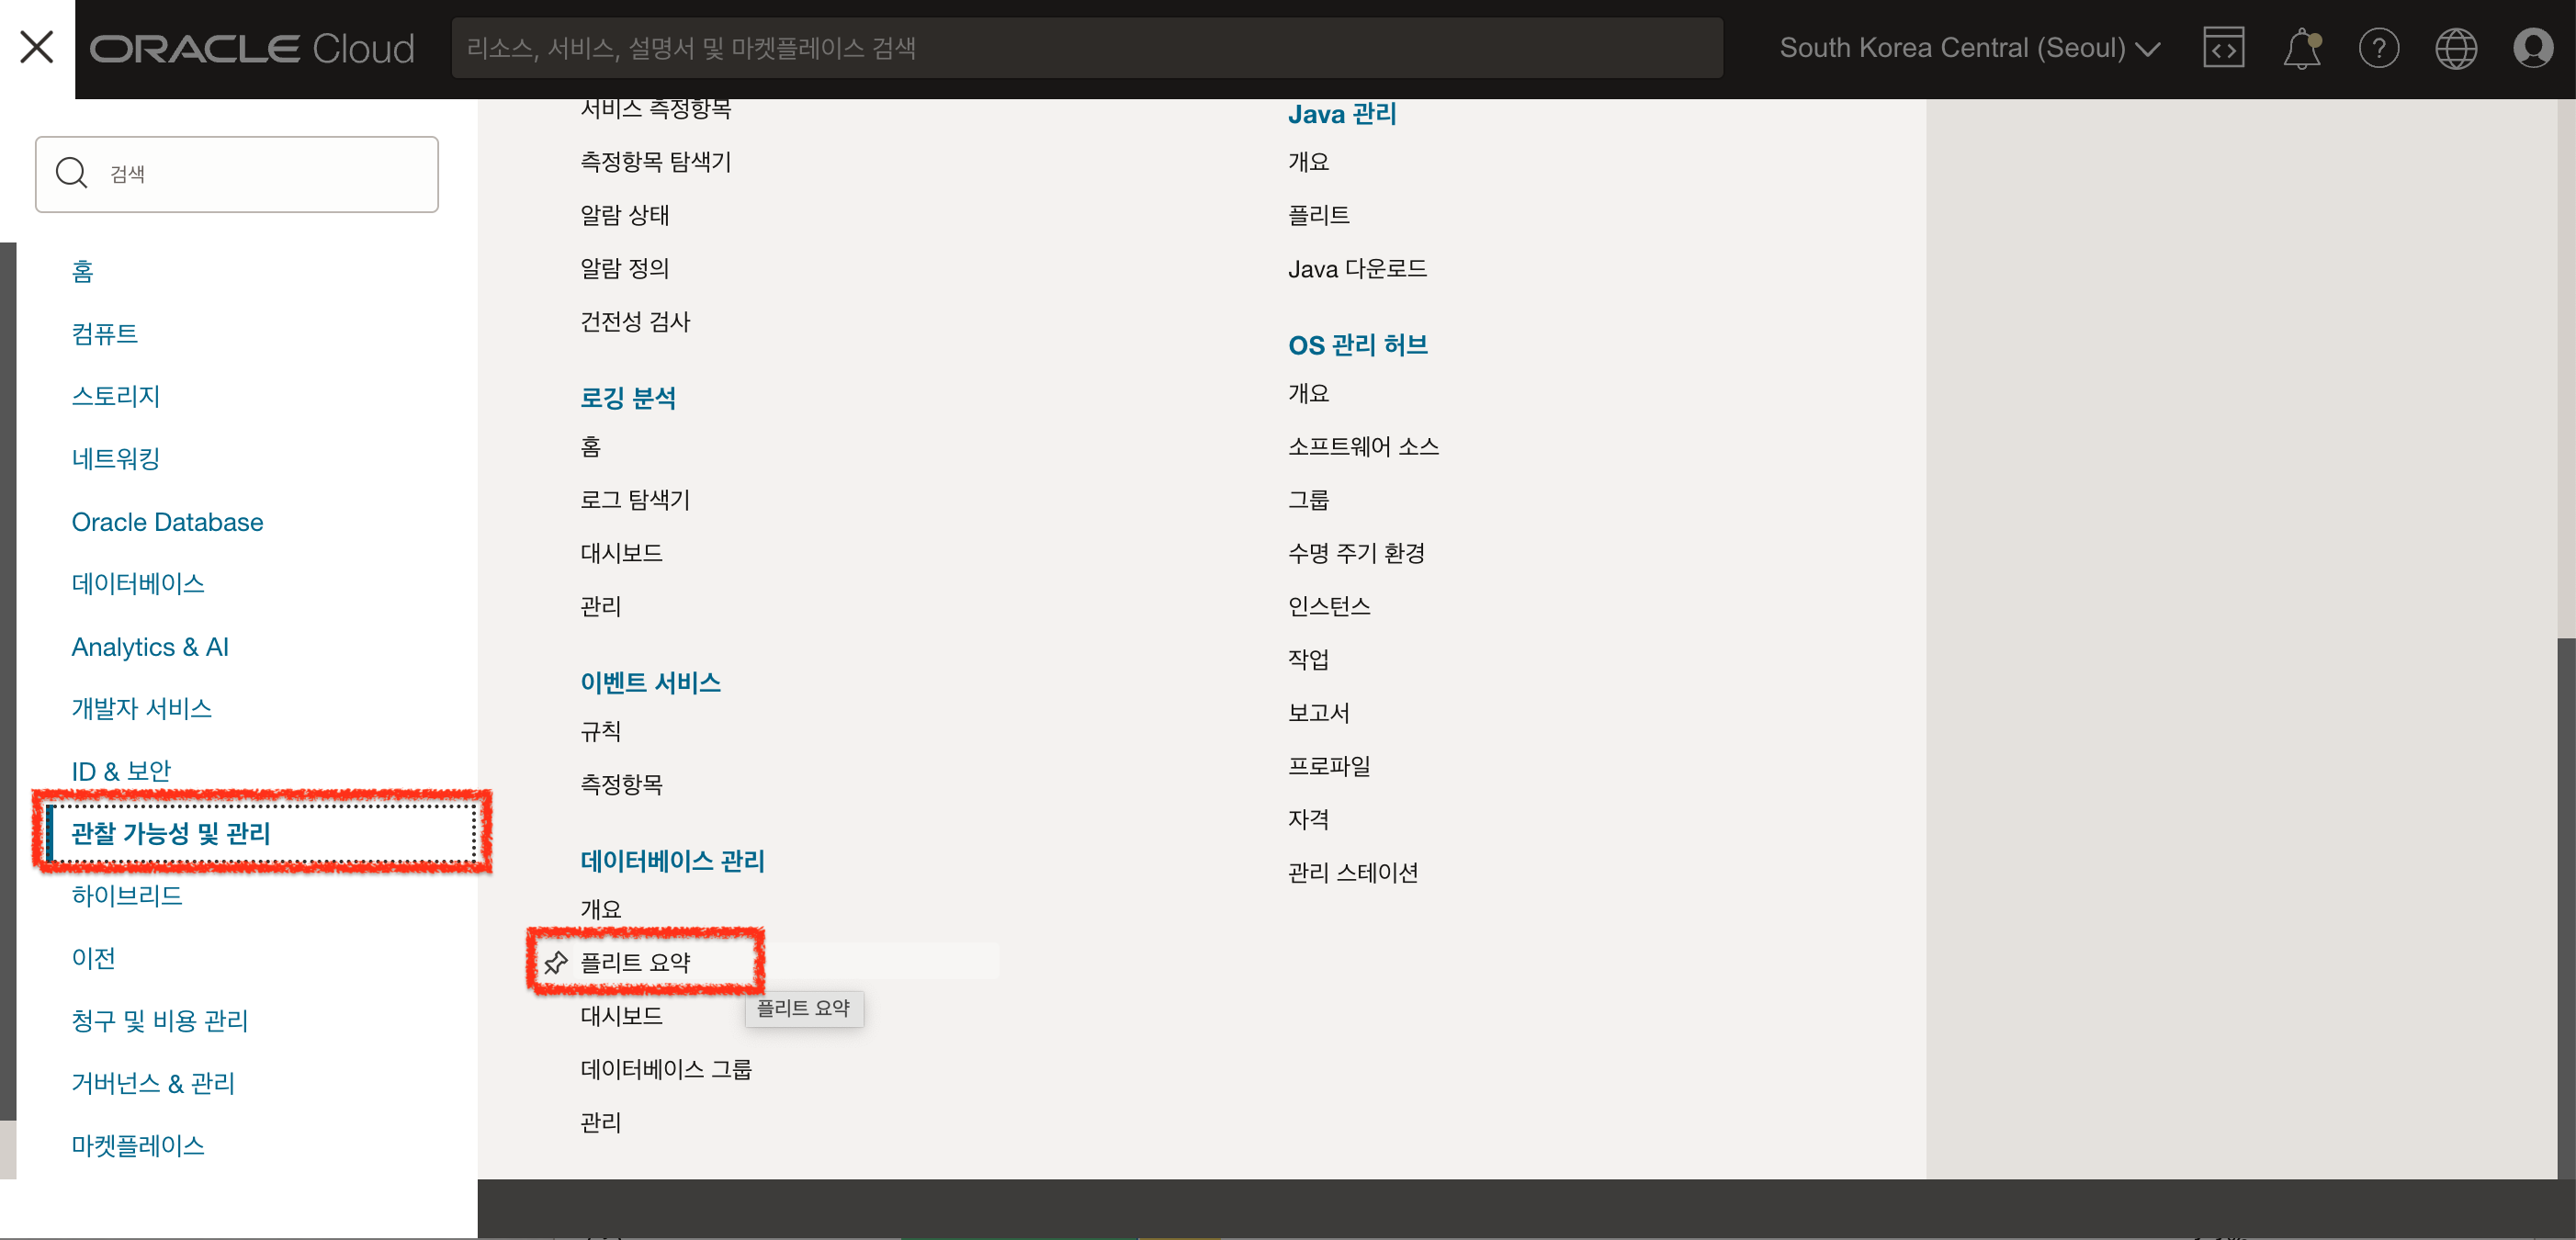 ORACLE Cloud
리소스, 서비스, 설명서 및 마켓플레이스 검색
South Korea Central (Seoul)
검색
홈
컴퓨트
스토리지
네트워킹
Oracle Database
데이터베이스
Analytics & AI
개발자 서비스
ID & 보안
관찰 가능성 및 관리
하이브리드
이전
청구 및 비용 관리
거버넌스 & 관리
마켓플레이스
서비스 측정항목
측정항목 탐색기
알람 상태
알람 정의
건전성 검사
로깅 분석
홈
로그 탐색기
대시보드
관리
이벤트 서비스
규칙
측정항목
데이터베이스 관리
개요
플리트 요약
플리트 요약
대시보드
데이터베이스 그룹
관리
Java 관리
개요
플리트
Java 다운로드
OS 관리 허브
개요
소프트웨어 소스
그룹
수명 주기 환경
인스턴스
작업
보고서
프로파일
자격
관리 스테이션